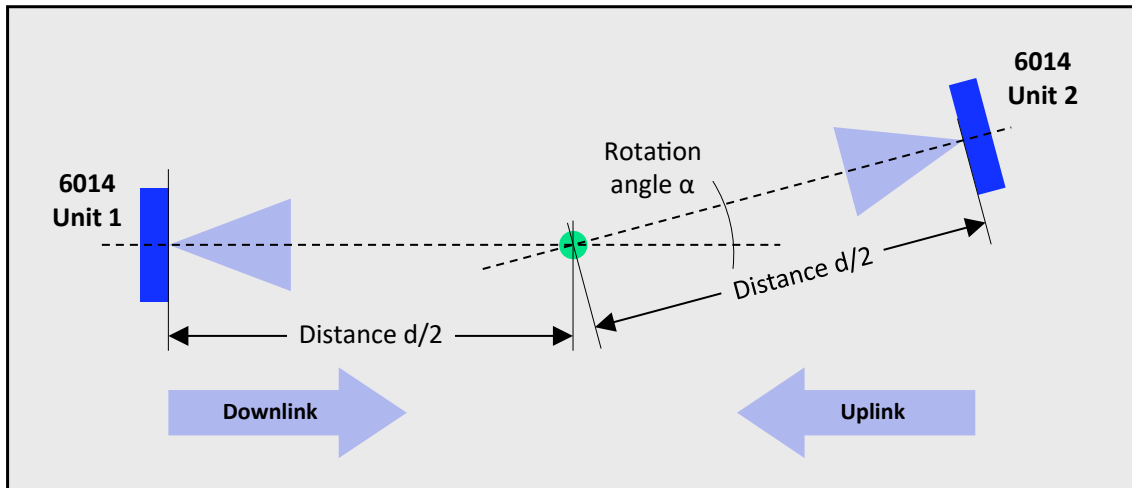 6014
Unit 2
Rotation
angle α
6014
Unit 1
Distance d/2
Distance d/2
Downlink
Uplink